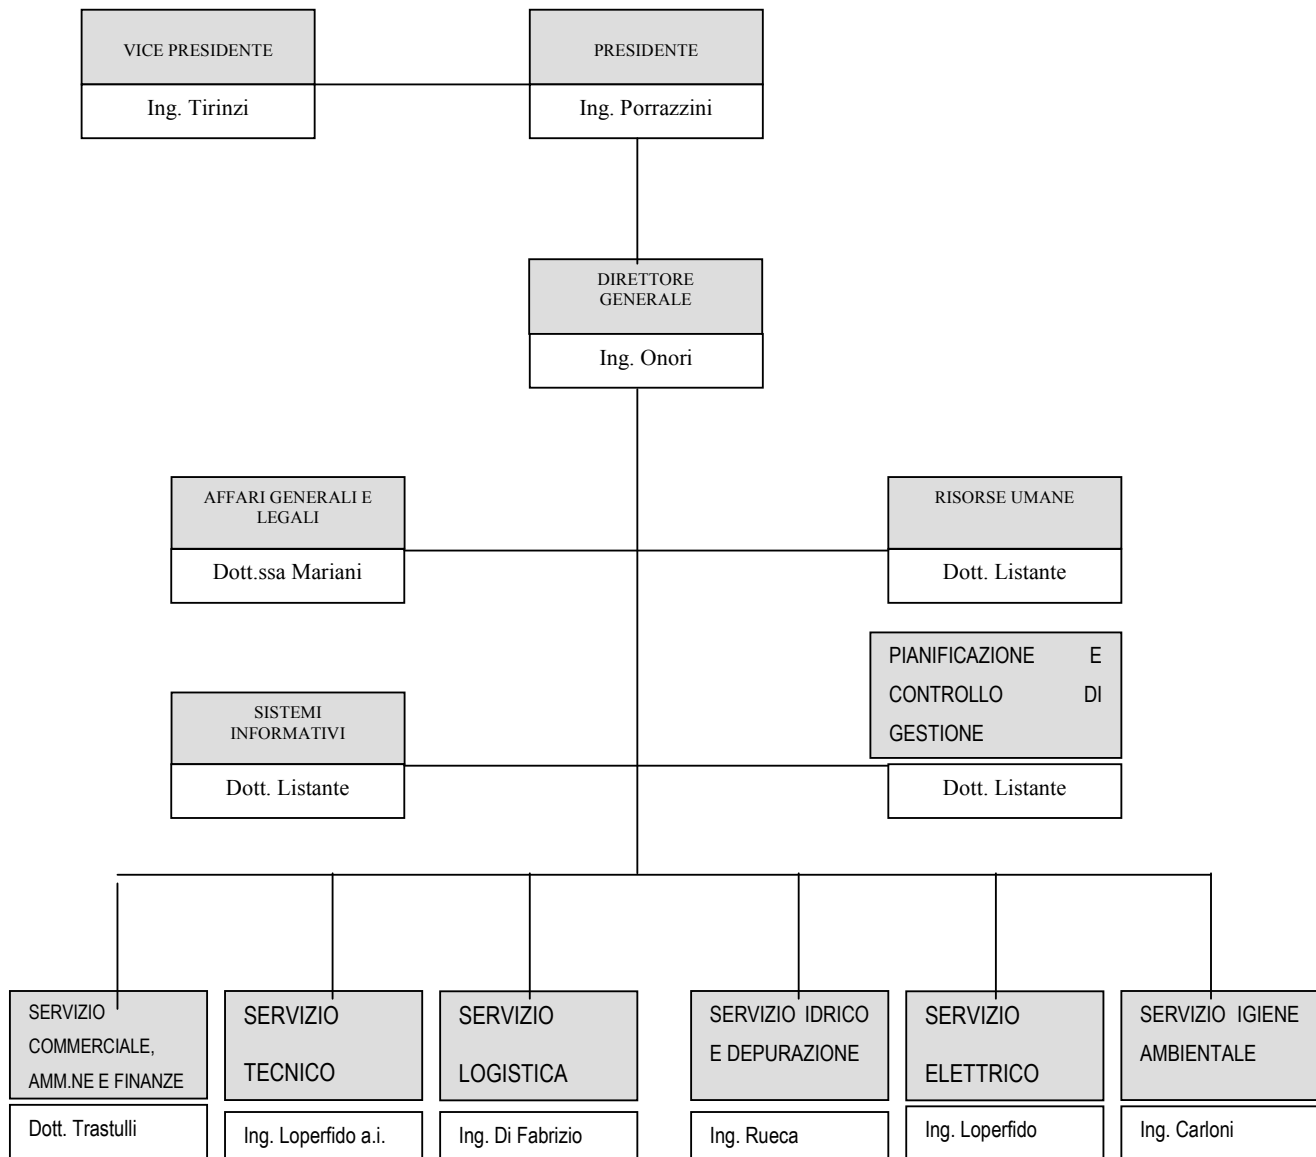 VICE PRESIDENTE
Ing. Tirinzi
PRESIDENTE
Ing. Porrazzini
DIRETTORE
GENERALE
Ing. Onori
AFFARI GENERALI E
LEGALI
Dott.ssa Mariani
RISORSE UMANE
Dott. Listante
SISTEMI
INFORMATIVI
Dott. Listante
PIANIFICAZIONE E
CONTROLLO DI
GESTIONE
Dott. Listante
SERVIZIO
COMMERCIALE,
AMM.NE E FINANZE
Dott. Trastulli
SERVIZIO
TECNICO
Ing. Loperfido a.i.
SERVIZIO
LOGISTICA
Ing. Di Fabrizio
SERVIZIO IDRICO
E DEPURAZIONE
Ing. Rueca
SERVIZIO
ELETTRICO
Ing. Loperfido
SERVIZIO IGIENE
AMBIENTALE
Ing. Carloni